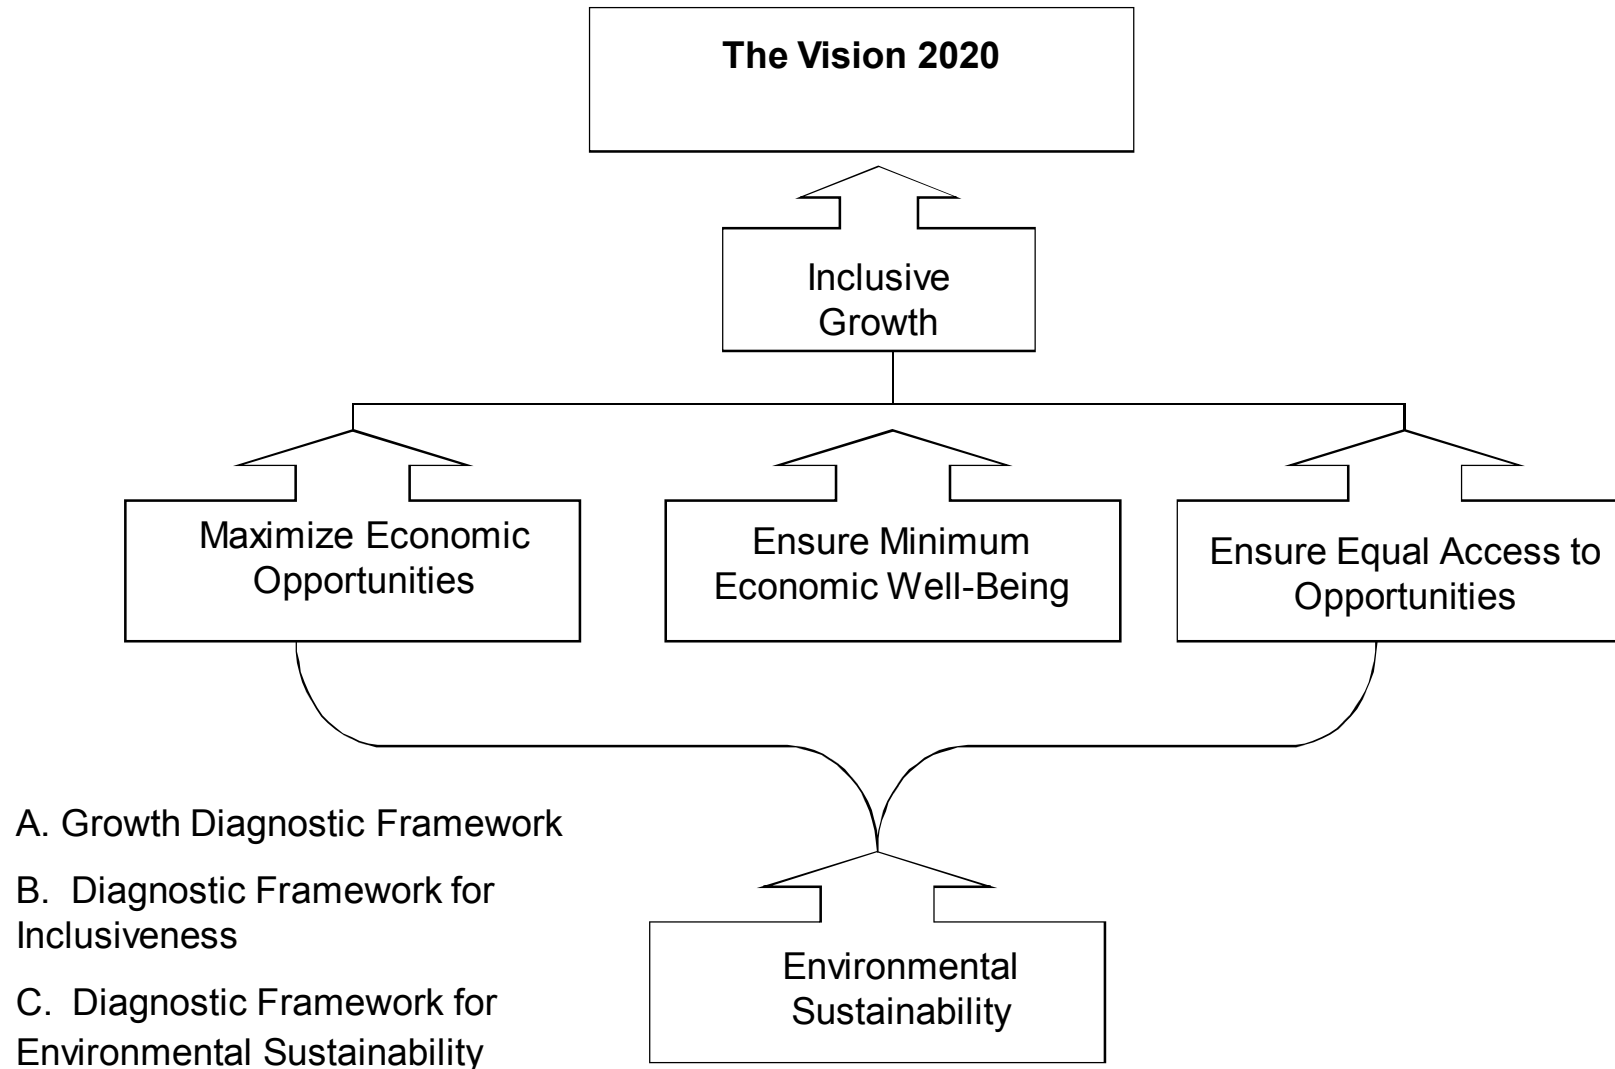 The Vision 2020
Inclusive
Growth
Maximize Economic
Opportunities
Ensure Minimum
Economic Well-Being
Ensure Equal Access to
Opportunities
A. Growth Diagnostic Framework
B. Diagnostic Framework for
Inclusiveness
C. Diagnostic Framework for
Environmental Sustainability
Environmental
Sustainability